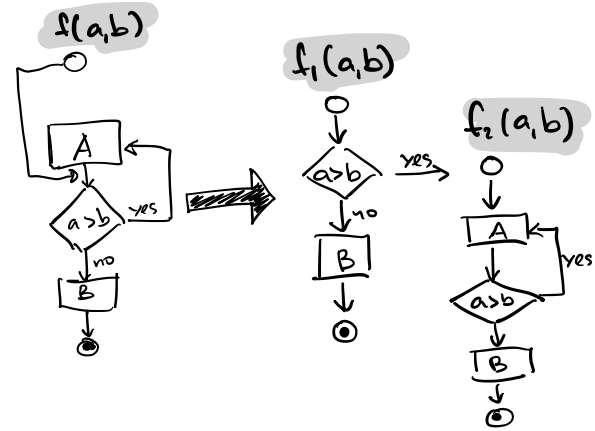 f(a,b)
A
a>b
yes
no
B
f₁(a,b)
a>b
yes
no
B
f₂(a,b)
A
yes
a>b
B